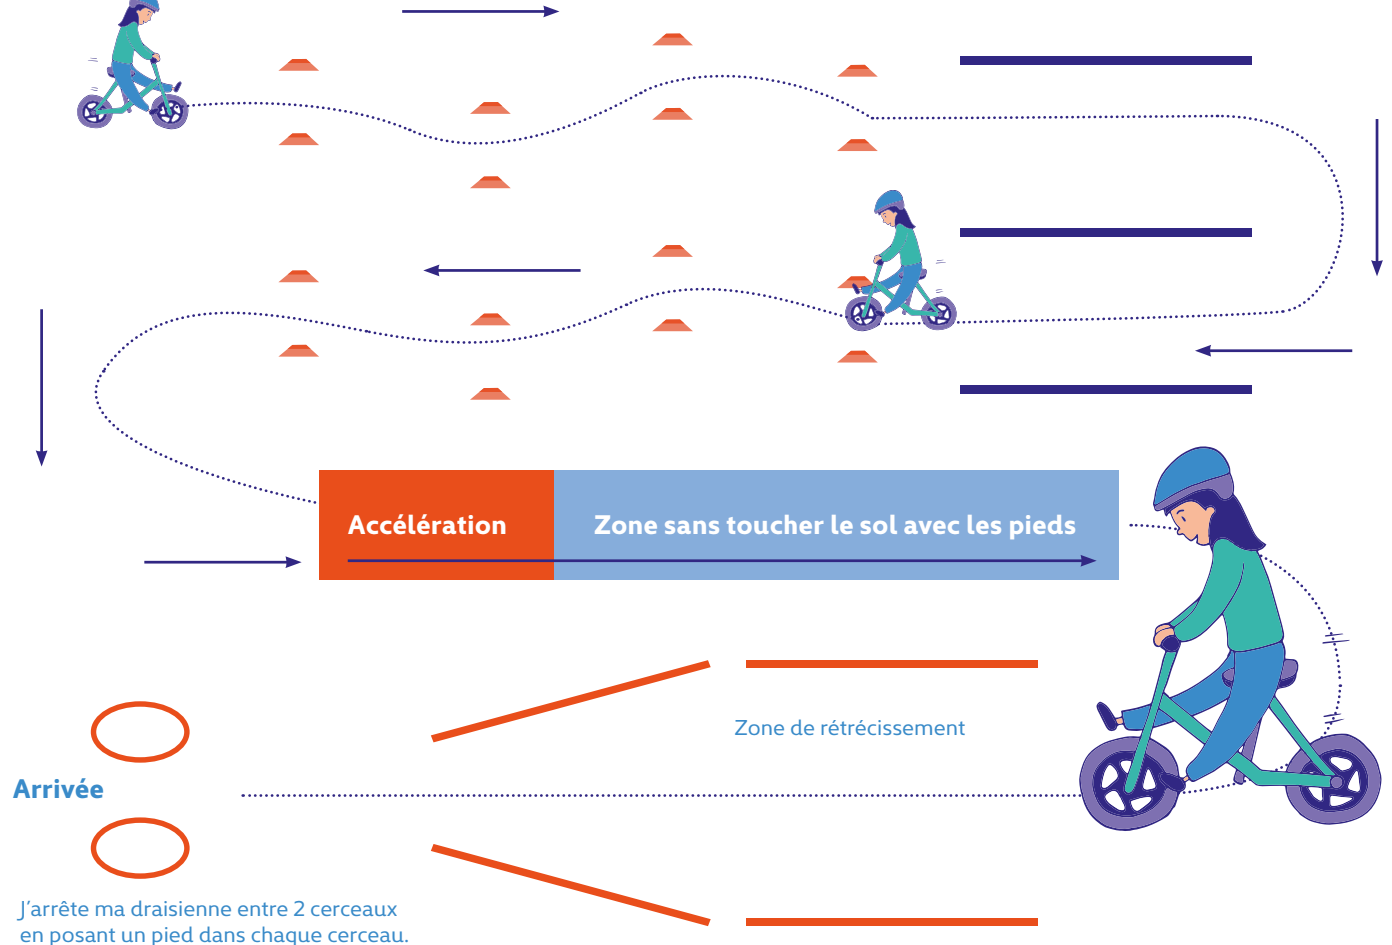 Accélération
Zone sans toucher le sol avec les pieds
Zone de rétrécissement
Arrivée
J'arrête ma draisienne entre 2 cerceaux
en posant un pied dans chaque cerceau.